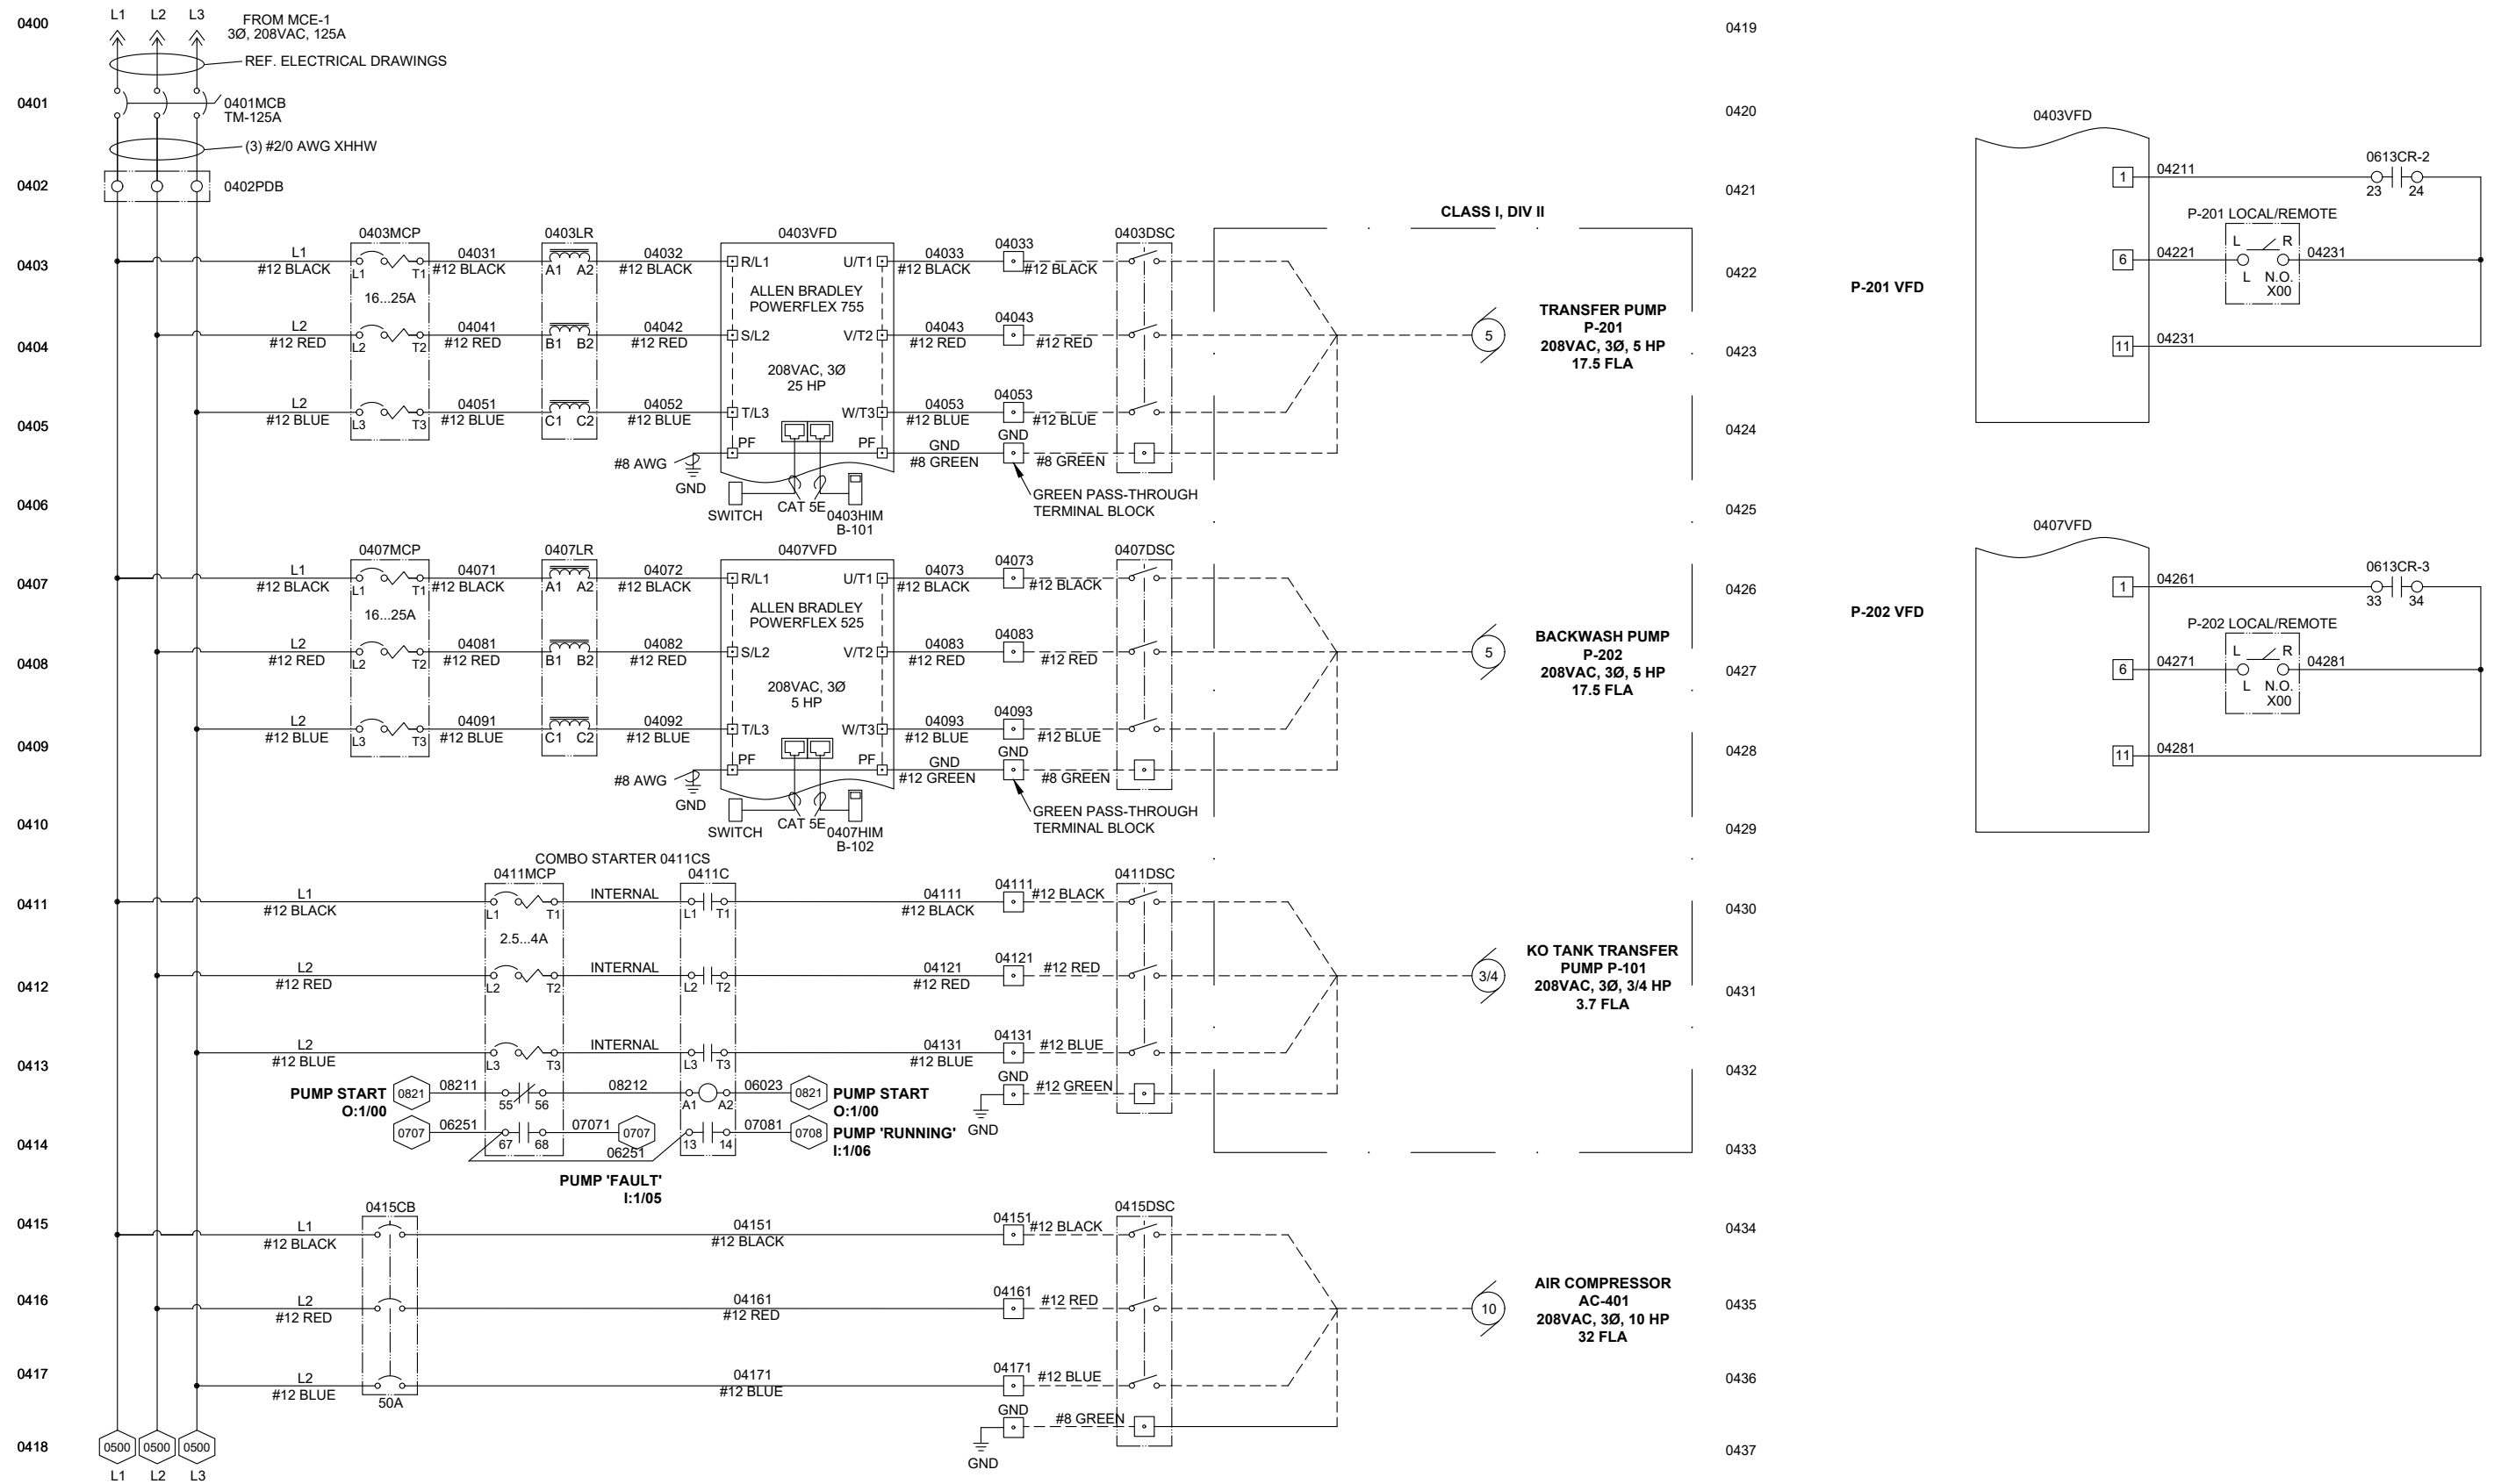 0400
L1 L2 L3
FROM MCE-1
3Ø, 208VAC, 125A
REF. ELECTRICAL DRAWINGS
0401
0401MCB
TM-125A
(3) #2/0 AWG XHHW
0402
0402PDB
CLASS I, DIV II
0403MCP 0403LR 0403VFD 0403DSC
0403
L1 04031 04032 R/L1 U/T1 04033 04033
#12 BLACK L1 T1 #12 BLACK A1 A2 #12 BLACK #12 BLACK #12 BLACK
16...25A
ALLEN BRADLEY
POWERFLEX 755
0404
L2 04041 04042 S/L2 V/T2 04043 04043
#12 RED L2 T2 #12 RED B1 B2 #12 RED #12 RED #12 RED
208VAC, 3Ø
25 HP
5
TRANSFER PUMP
P-201
208VAC, 3Ø, 5 HP
17.5 FLA
0405
L2 04051 04052 T/L3 W/T3 04053 04053
#12 BLUE L3 T3 #12 BLUE C1 C2 #12 BLUE #12 BLUE #12 BLUE
PF PF GND GND
#8 AWG #8 GREEN #8 GREEN
GND
GREEN PASS-THROUGH
TERMINAL BLOCK
0406
SWITCH CAT 5E 0403HIM
B-101
0407MCP 0407LR 0407VFD 0407DSC
0407
L1 04071 04072 R/L1 U/T1 04073 04073
#12 BLACK L1 T1 #12 BLACK A1 A2 #12 BLACK #12 BLACK #12 BLACK
16...25A
ALLEN BRADLEY
POWERFLEX 525
0408
L2 04081 04082 S/L2 V/T2 04083 04083
#12 RED L2 T2 #12 RED B1 B2 #12 RED #12 RED #12 RED
208VAC, 3Ø
5 HP
5
BACKWASH PUMP
P-202
208VAC, 3Ø, 5 HP
17.5 FLA
0409
L2 04091 04092 T/L3 W/T3 04093 04093
#12 BLUE L3 T3 #12 BLUE C1 C2 #12 BLUE #12 BLUE #12 BLUE
PF PF GND GND
#8 AWG #12 GREEN #8 GREEN
GND
GREEN PASS-THROUGH
TERMINAL BLOCK
0410
SWITCH CAT 5E 0407HIM
B-102
COMBO STARTER 0411CS
0411MCP 0411C 0411DSC
0411
L1 INTERNAL 04111 04111 #12 BLACK
#12 BLACK L1 T1 L1 T1 #12 BLACK
2.5...4A
0412
L2 INTERNAL 04121 04121 #12 RED
#12 RED L2 T2 L2 T2 #12 RED
3/4
KO TANK TRANSFER
PUMP P-101
208VAC, 3Ø, 3/4 HP
3.7 FLA
0413
L2 INTERNAL 04131 04131 #12 BLUE
#12 BLUE L3 T3 L3 T3 #12 BLUE
GND #12 GREEN
GND
PUMP START 0821 08211 55 56 08212 A1 A2 06023 0821 PUMP START
O:1/00 O:1/00
0414
0707 06251 67 68 07071 0707 13 14 07081 0708 PUMP 'RUNNING'
06251 I:1/06
PUMP 'FAULT'
I:1/05
0415CB 0415DSC
0415
L1 04151 04151 #12 BLACK
#12 BLACK #12 BLACK
0416
L2 04161 04161 #12 RED
#12 RED #12 RED
10
AIR COMPRESSOR
AC-401
208VAC, 3Ø, 10 HP
32 FLA
0417
L2 04171 04171 #12 BLUE
#12 BLUE #12 BLUE
50A
GND #8 GREEN
GND
0418
0500 0500 0500
L1 L2 L3
0419
0420
0403VFD
0421
1 04211 0613CR-2
23 24
P-201 LOCAL/REMOTE
0422
L R
6 04221 04231
L N.O.
X00
P-201 VFD
0423
11 04231
0424
0425
0407VFD
0426
1 04261 0613CR-3
33 34
P-202 VFD
P-202 LOCAL/REMOTE
0427
L R
6 04271 04281
L N.O.
X00
0428
11 04281
0429
0430
0431
0432
0433
0434
0435
0436
0437